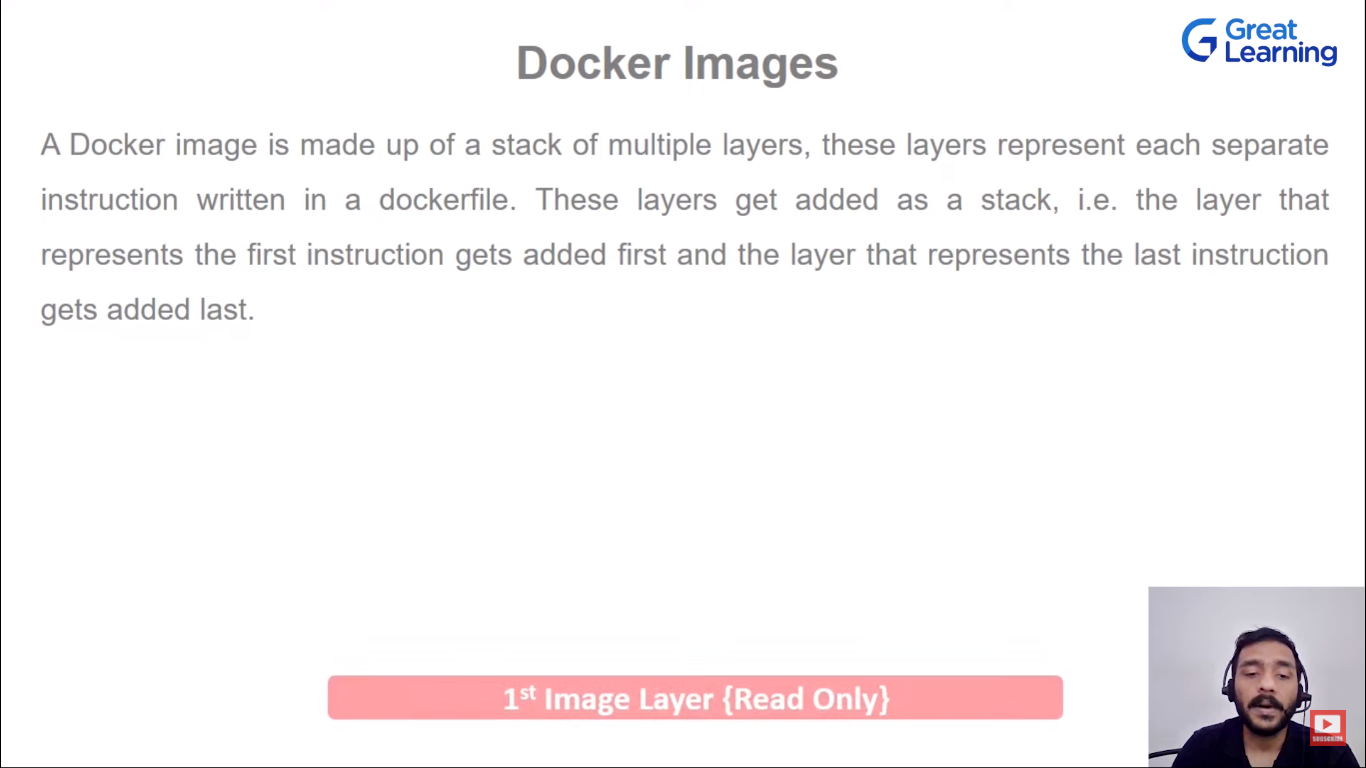 Great
Learning
Docker Images
A Docker image is made up of a stack of multiple layers, these layers represent each separate
instruction written in a dockerfile. These layers get added as a stack, i.e. the layer that
represents the first instruction gets added first and the layer that represents the last instruction
gets added last.
1st Image Layer {Read Only}
SUBSCRIBE